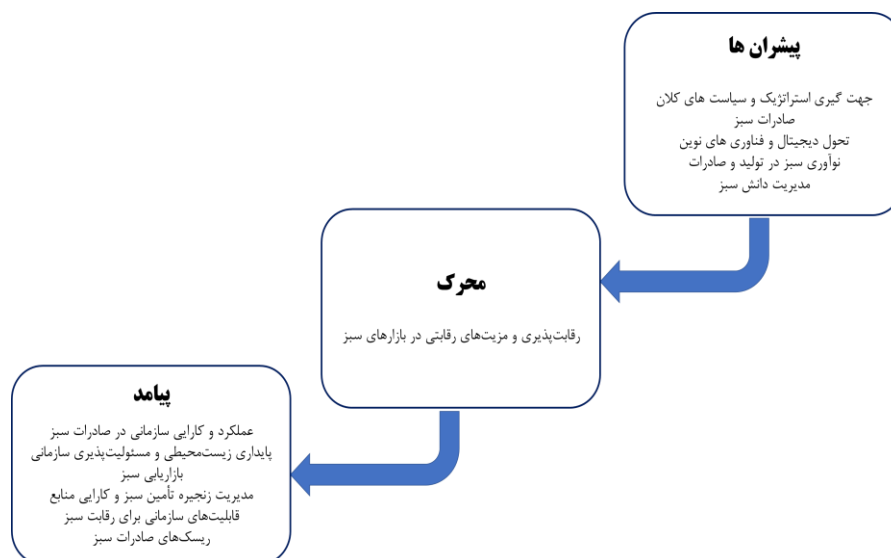 پیشران ها
جهت گیری استراتژیک و سیاست های کلان
صادرات سبز
تحول دیجیتال و فناوری های نوین
نوآوری سبز در تولید و صادرات
مدیریت دانش سبز
محرک
رقابت‌پذیری و مزیت‌های رقابتی در بازارهای سبز
پیامد
عملکرد و کارایی سازمانی در صادرات سبز
پایداری زیست‌محیطی و مسئولیت‌پذیری سازمانی
بازاریابی سبز
مدیریت زنجیره تأمین سبز و کارایی منابع
قابلیت‌های سازمانی برای رقابت سبز
ریسک‌های صادرات سبز